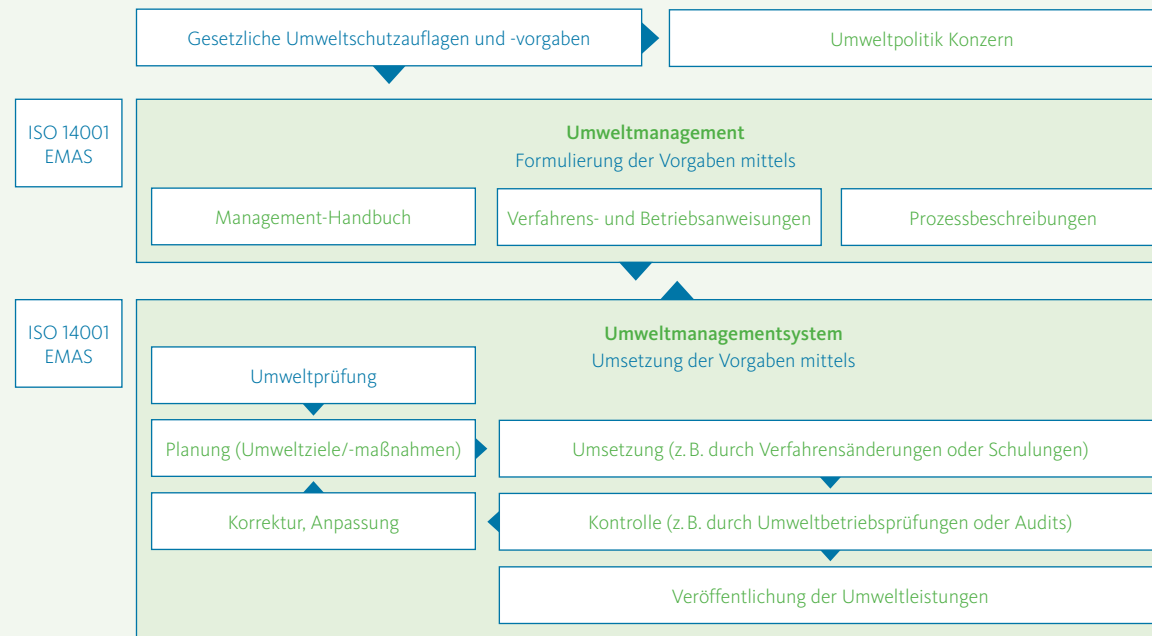 Gesetzliche Umweltschutzauflagen und -vorgaben
Umweltpolitik Konzern
ISO 14001
EMAS
Umweltmanagement
Formulierung der Vorgaben mittels
Management-Handbuch
Verfahrens- und Betriebsanweisungen
Prozessbeschreibungen
ISO 14001
EMAS
Umweltmanagementsystem
Umsetzung der Vorgaben mittels
Umweltprüfung
Planung (Umweltziele/-maßnahmen)
Umsetzung (z. B. durch Verfahrensänderungen oder Schulungen)
Korrektur, Anpassung
Kontrolle (z. B. durch Umweltbetriebsprüfungen oder Audits)
Veröffentlichung der Umweltleistungen